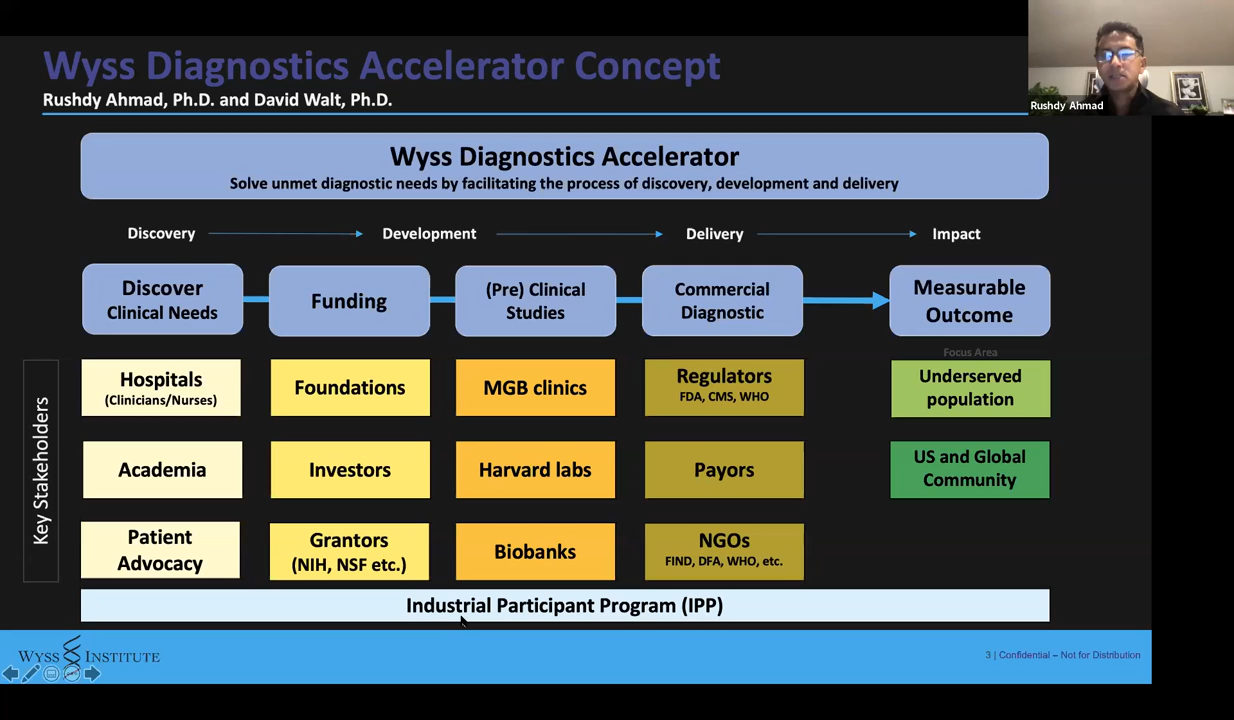 Wyss Diagnostics Accelerator Concept
Rushdy Ahmad, Ph.D. and David Walt, Ph.D.
Rushdy Ahmad
Wyss Diagnostics Accelerator
Solve unmet diagnostic needs by facilitating the process of discovery, development and delivery
Discovery
Development
Delivery
Impact
Discover
Clinical Needs
Funding
(Pre) Clinical
Studies
Commercial
Diagnostic
Measurable
Outcome
Key Stakeholders
Hospitals
(Clinicians/Nurses)
Foundations
MGB clinics
Regulators
FDA, CMS, WHO
Focus Area
Underserved
population
Academia
Investors
Harvard labs
Payors
US and Global
Community
Patient
Advocacy
Grantors
(NIH, NSF etc.)
Biobanks
NGOs
FIND, DFA, WHO, etc.
Industrial Participant Program (IPP)
WYSS INSTITUTE
3 | Confidential – Not for Distribution